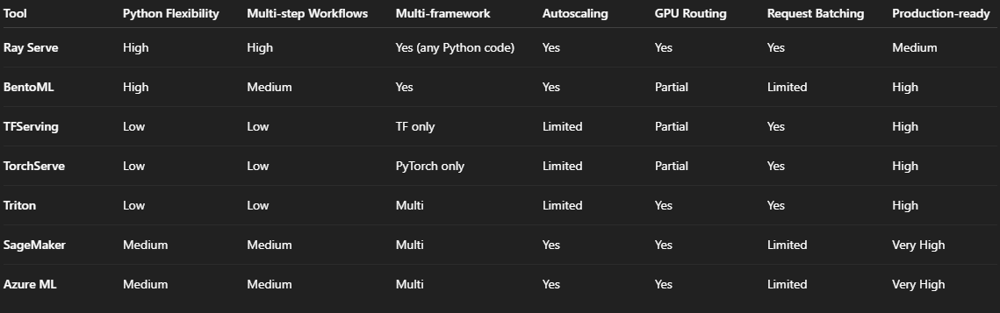 Tool Python Flexibility Multi-step Workflows Multi-framework Autoscaling GPU Routing Request Batching Production-ready
Ray Serve High High Yes (any Python code) Yes Yes Yes Medium
BentoML High Medium Yes Yes Partial Limited High
TFServing Low Low TF only Limited Partial Yes High
TorchServe Low Low PyTorch only Limited Partial Yes High
Triton Low Low Multi Limited Yes Yes High
SageMaker Medium Medium Multi Yes Yes Limited Very High
Azure ML Medium Medium Multi Yes Yes Limited Very High